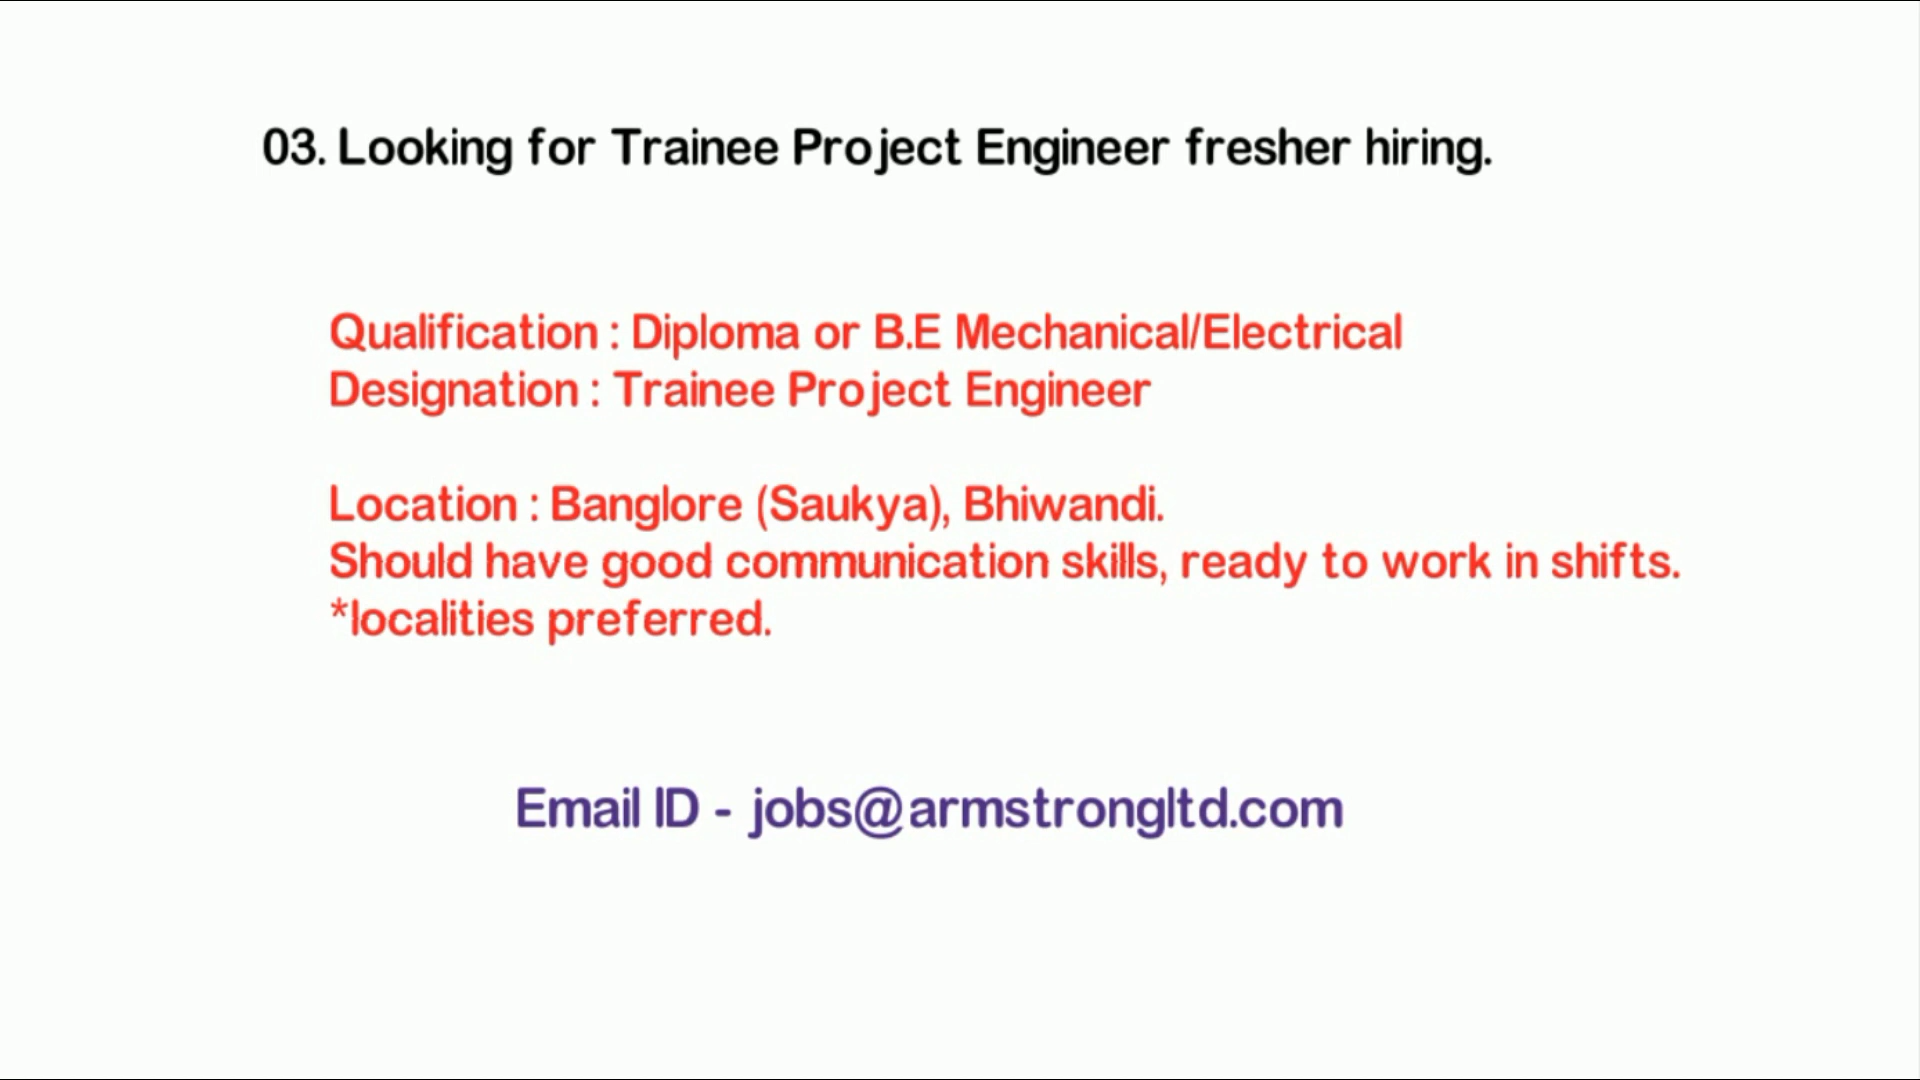 03. Looking for Trainee Project Engineer fresher hiring.
Qualification : Diploma or B.E Mechanical/Electrical
Designation : Trainee Project Engineer
Location : Banglore (Saukya), Bhiwandi.
Should have good communication skills, ready to work in shifts.
*localities preferred.
Email ID - jobs@armstrongltd.com